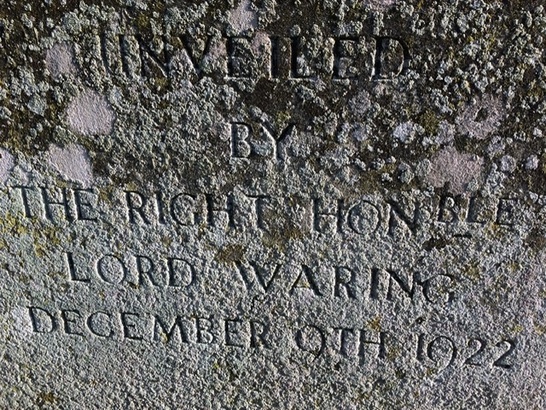 UNVEILED
BY
THE RIGHT HONBLE
LORD WARING
DECEMBER 9TH 1922